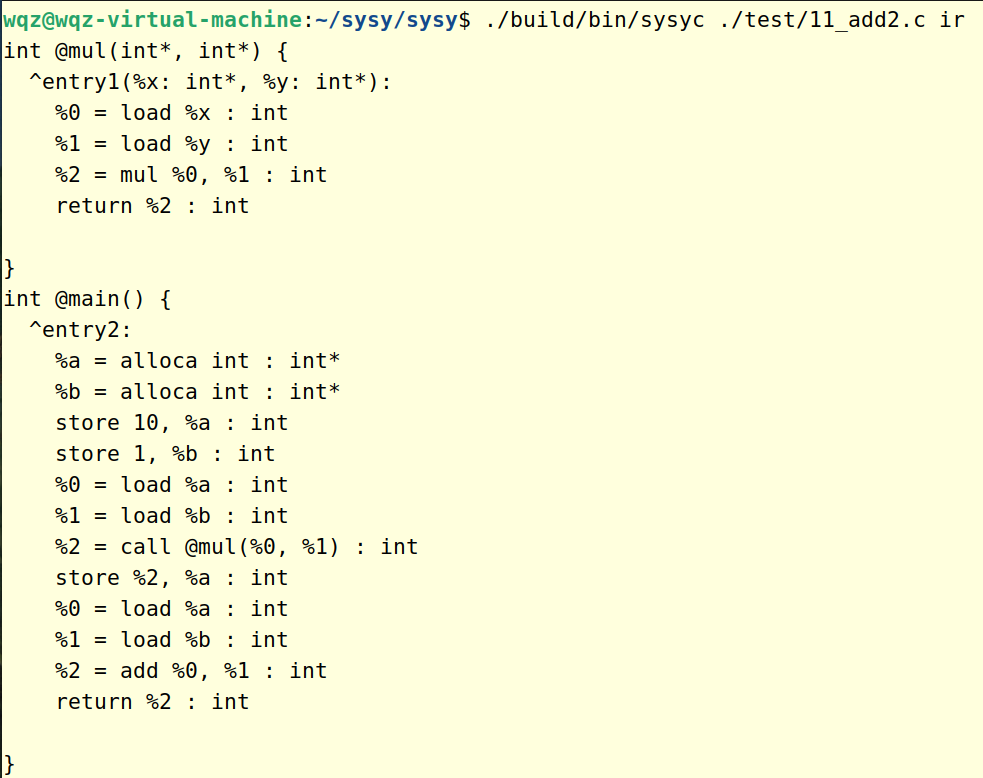 wqz@wqz-virtual-machine:~/sysy/sysy$ ./build/bin/sysyc ./test/11_add2.c ir
int @mul(int*, int*) {
  ^entry1(%x: int*, %y: int*):
    %0 = load %x : int
    %1 = load %y : int
    %2 = mul %0, %1 : int
    return %2 : int

}
int @main() {
  ^entry2:
    %a = alloca int : int*
    %b = alloca int : int*
    store 10, %a : int
    store 1, %b : int
    %0 = load %a : int
    %1 = load %b : int
    %2 = call @mul(%0, %1) : int
    store %2, %a : int
    %0 = load %a : int
    %1 = load %b : int
    %2 = add %0, %1 : int
    return %2 : int

}